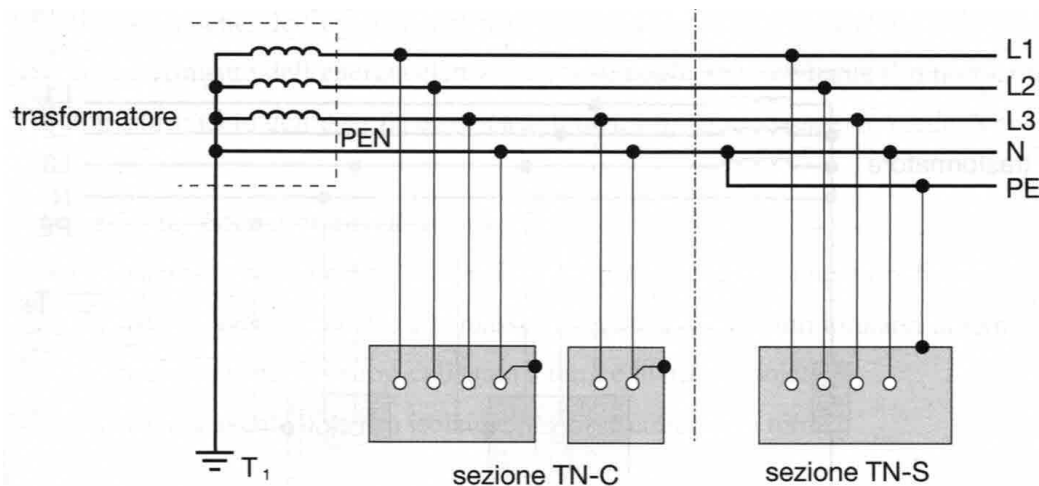 L1
L2
trasformatore
L3
PEN
N
PE
T1
sezione TN-C
sezione TN-S